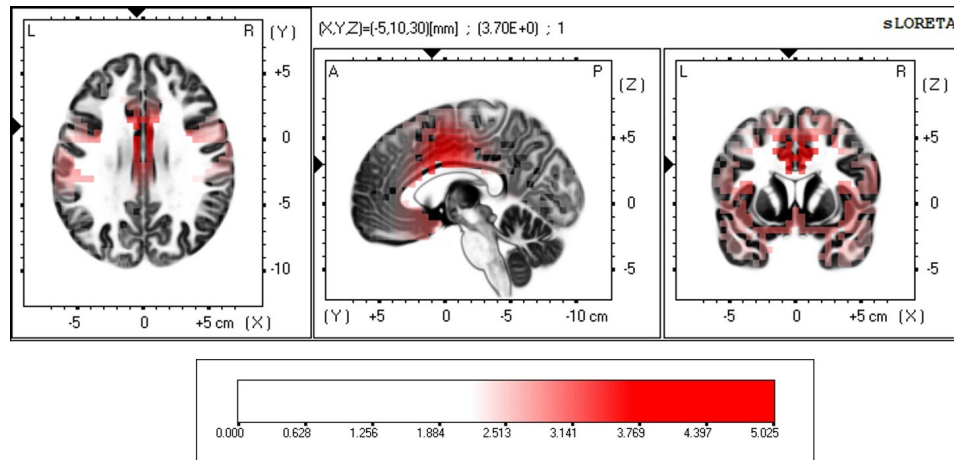 L R (Y) (X,Y,Z)=(-5,10,30)[mm] ; (3.70E+0) ; 1 sLORETA
A P (Z) L R (Z)
+5 +5 +5
0
-5 0 0
-10 -5 -5
-5 0 +5 cm (X) (Y) +5 0 -5 -10 cm -5 0 +5 cm (X)
0.000 0.628 1.256 1.884 2.513 3.141 3.769 4.397 5.025